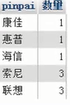 pinpai 数量
康佳 1
惠普 1
海信 1
索尼 3
联想 3